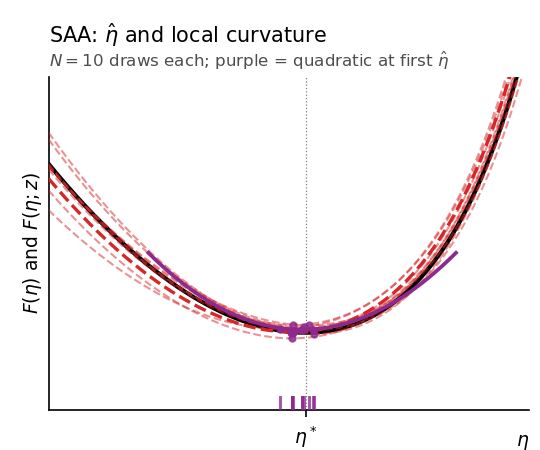 SAA: η̂ and local curvature
N = 10 draws each; purple = quadratic at first η̂
F(η) and F(η; z)
η*
η